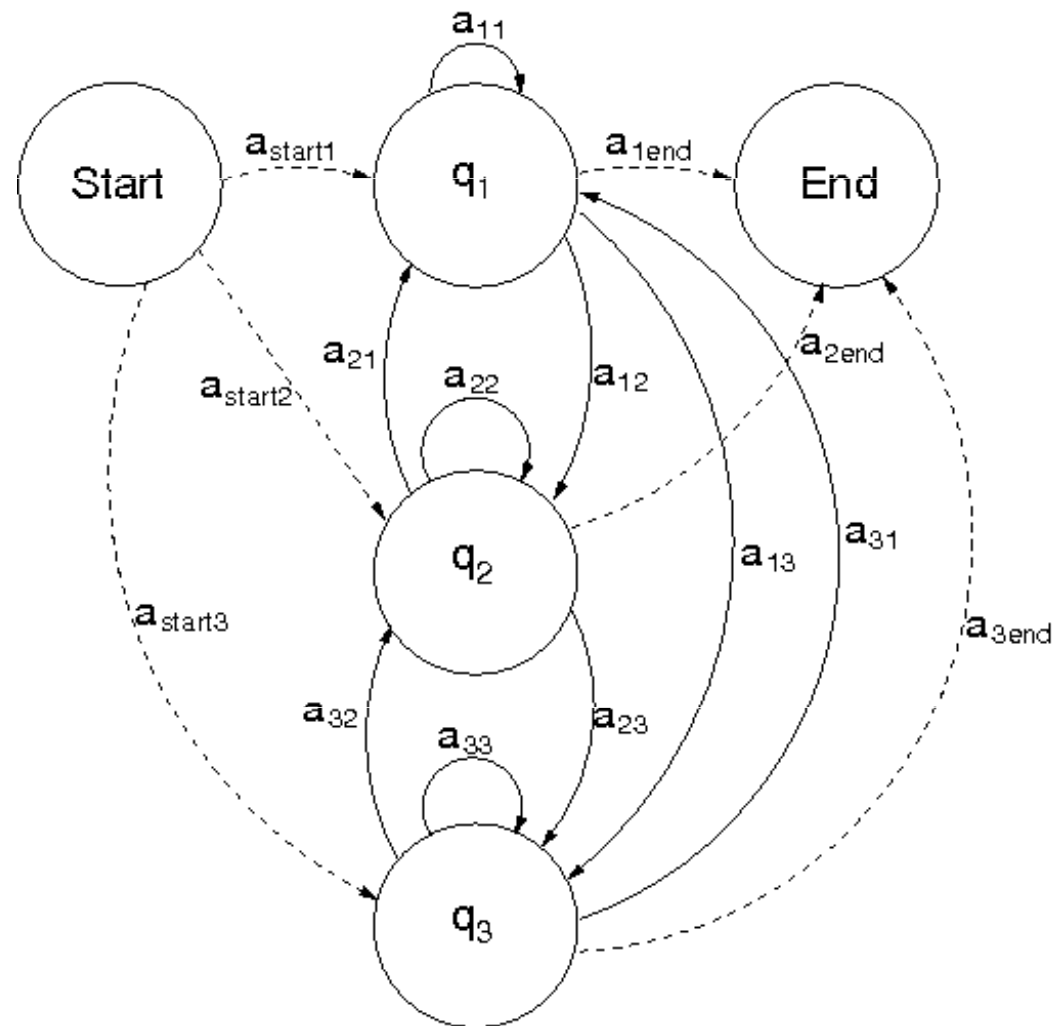 a11
astart1
a1end
Start
q1
End
a21
a22
a12
a2end
astart2
q2
a13
a31
astart3
a3end
a32
a33
a23
q3